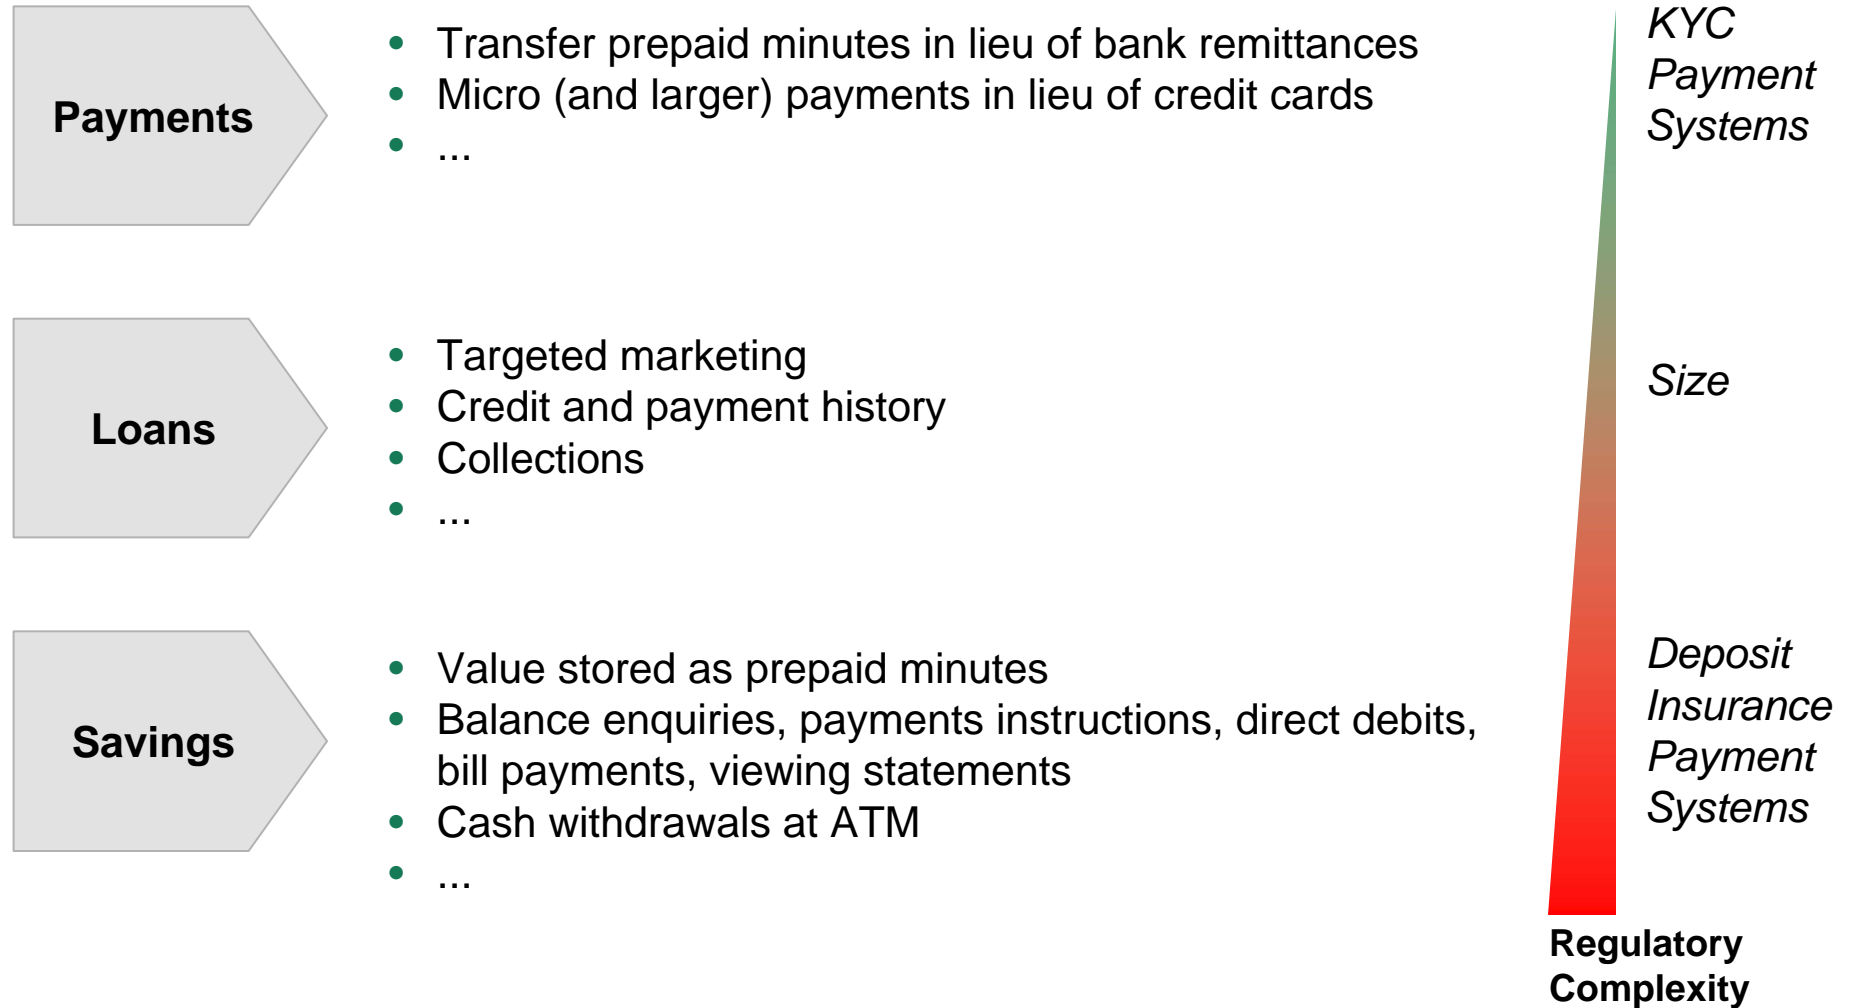 Payments
• Transfer prepaid minutes in lieu of bank remittances
• Micro (and larger) payments in lieu of credit cards
• ...
KYC
Payment
Systems
Loans
• Targeted marketing
• Credit and payment history
• Collections
• ...
Size
Savings
• Value stored as prepaid minutes
• Balance enquiries, payments instructions, direct debits,
bill payments, viewing statements
• Cash withdrawals at ATM
• ...
Deposit
Insurance
Payment
Systems
Regulatory
Complexity